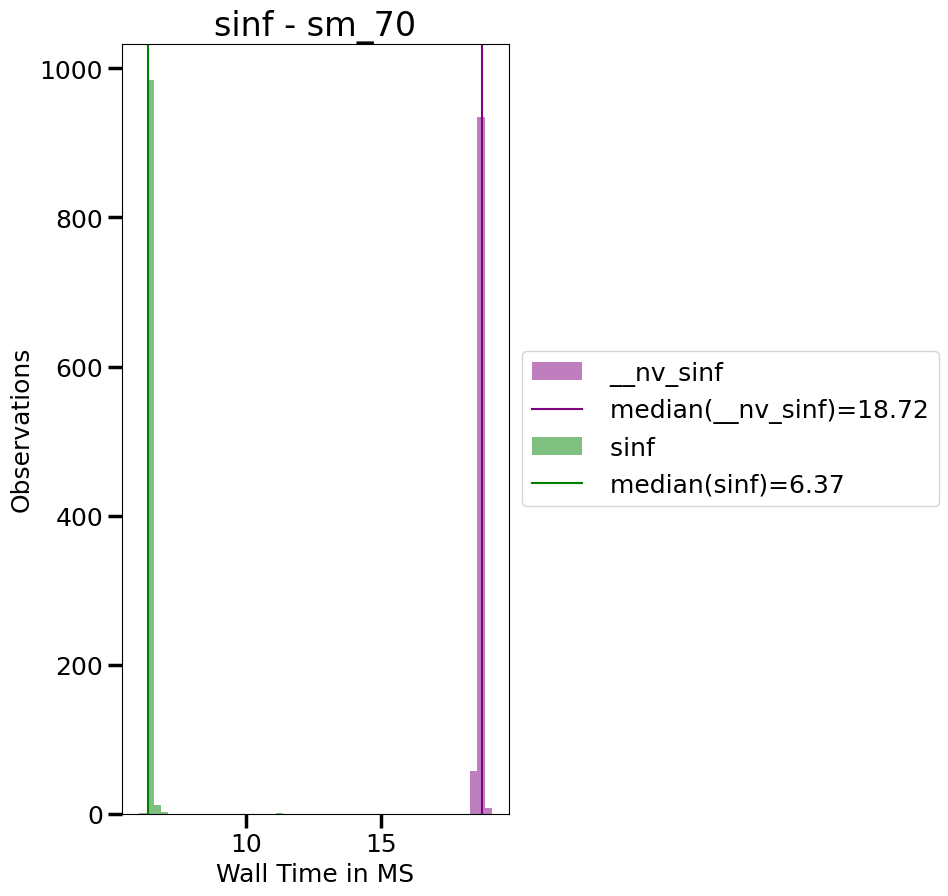 sinf - sm_70
1000
800
600
400
200
0
Observations
10
15
Wall Time in MS
__nv_sinf
median(__nv_sinf)=18.72
sinf
median(sinf)=6.37